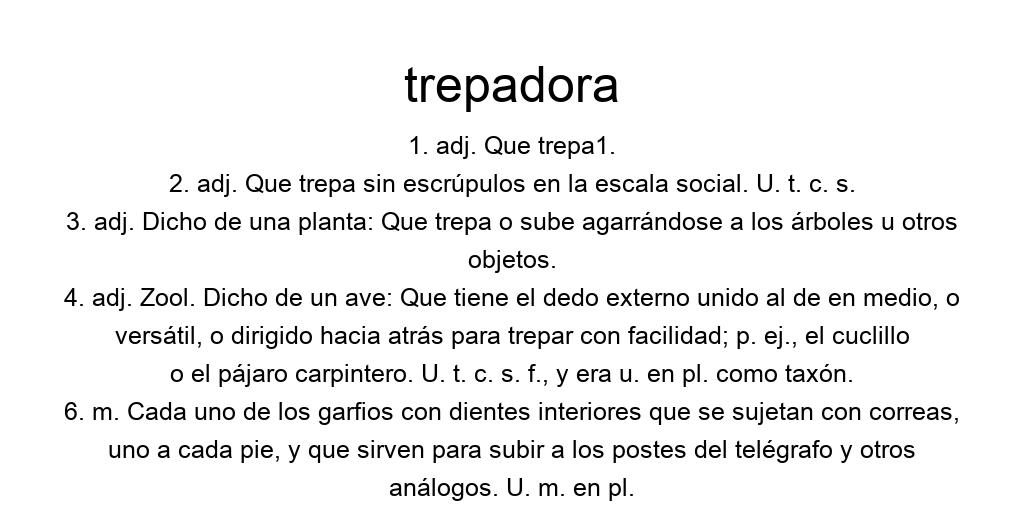 trepadora
1. adj. Que trepa1.
2. adj. Que trepa sin escrúpulos en la escala social. U. t. c. s.
3. adj. Dicho de una planta: Que trepa o sube agarrándose a los árboles u otros
objetos.
4. adj. Zool. Dicho de un ave: Que tiene el dedo externo unido al de en medio, o
versátil, o dirigido hacia atrás para trepar con facilidad; p. ej., el cuclillo
o el pájaro carpintero. U. t. c. s. f., y era u. en pl. como taxón.
6. m. Cada uno de los garfios con dientes interiores que se sujetan con correas,
uno a cada pie, y que sirven para subir a los postes del telégrafo y otros
análogos. U. m. en pl.